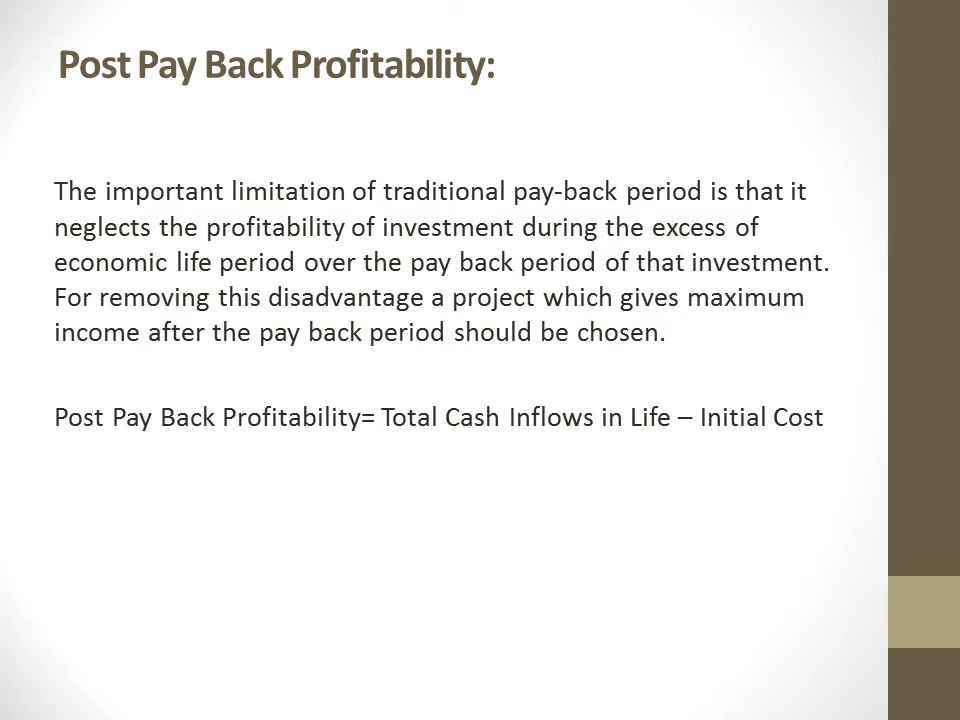 Post Pay Back Profitability:
The important limitation of traditional pay-back period is that it
neglects the profitability of investment during the excess of
economic life period over the pay back period of that investment.
For removing this disadvantage a project which gives maximum
income after the pay back period should be chosen.
Post Pay Back Profitability= Total Cash Inflows in Life – Initial Cost